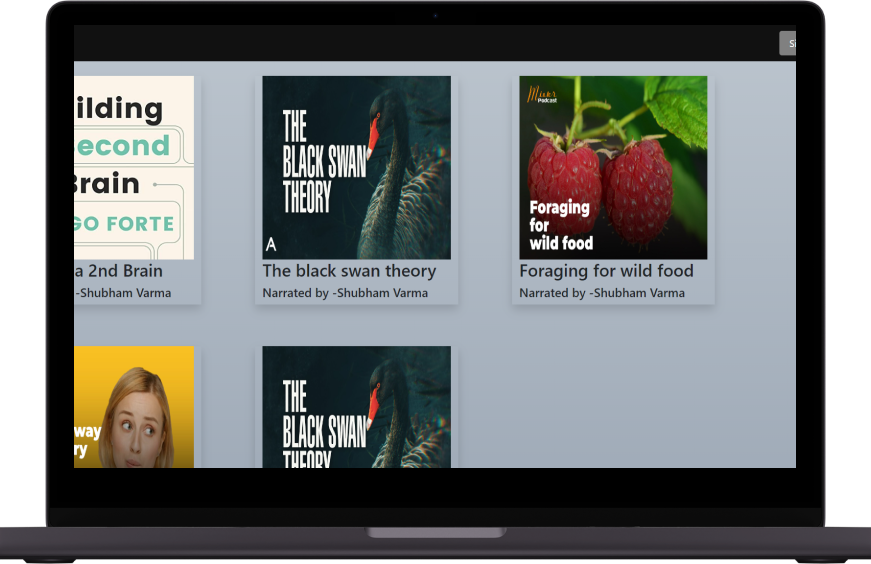 Si
ilding
econd
Brain
GO FORTE
a 2nd Brain
-Shubham Varma
THE
BLACK SWAN
THEORY
A
The black swan theory
Narrated by -Shubham Varma
Mixr
Podcast
Foraging
for
wild food
Foraging for wild food
Narrated by -Shubham Varma
way
ry
THE
BLACK SWAN
THEORY